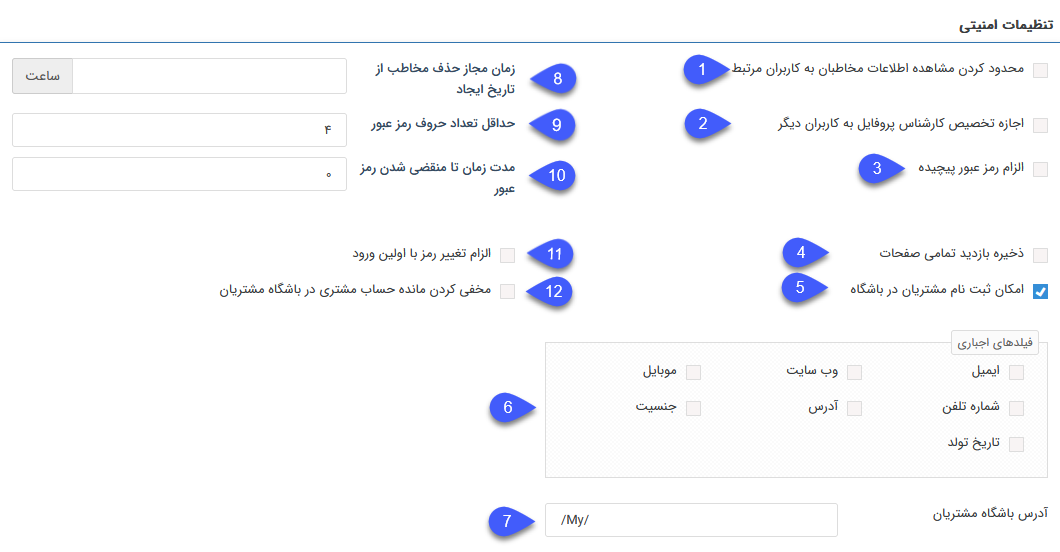 تنظیمات امنیتی
محدود کردن مشاهده اطلاعات مخاطبان به کاربران مرتبط
1
زمان مجاز حذف مخاطب از
تاریخ ایجاد
8
ساعت
اجازه تخصیص کارشناس پروفایل به کاربران دیگر
2
حداقل تعداد حروف رمز عبور
9
۴
الزام رمز عبور پیچیده
3
مدت زمان تا منقضی شدن رمز
عبور
10
۰
ذخیره بازدید تمامی صفحات
4
الزام تغییر رمز با اولین ورود
11
امکان ثبت نام مشتریان در باشگاه
5
مخفی کردن مانده حساب مشتری در باشگاه مشتریان
12
فیلدهای اجباری
ایمیل
وب سایت
موبایل
شماره تلفن
آدرس
جنسیت
6
تاریخ تولد
آدرس باشگاه مشتریان
/My/
7